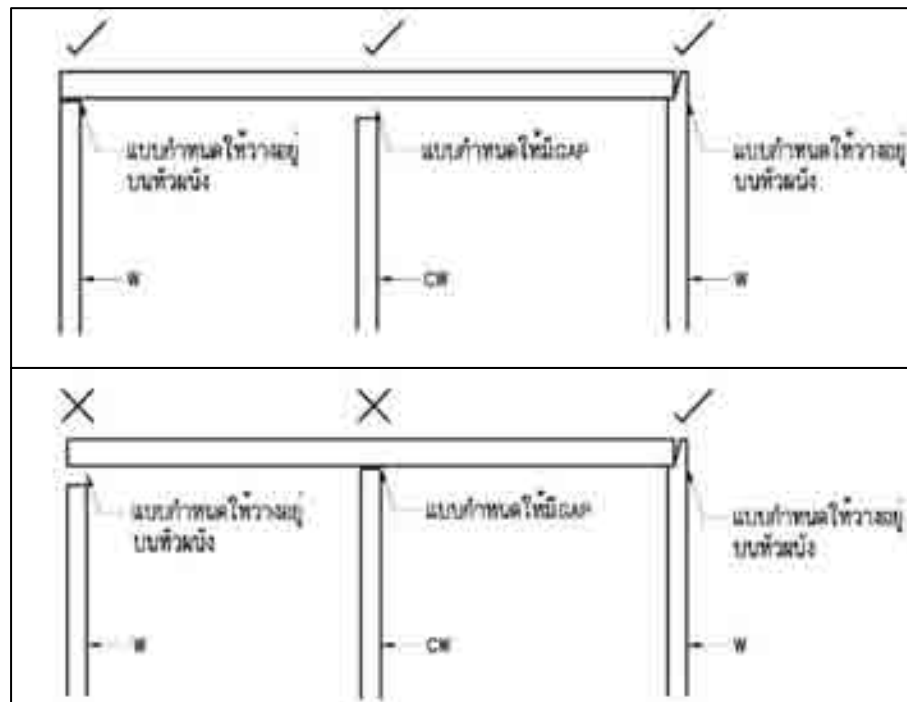 แบบกำหนดให้วางอยู่
บนหัวผนัง
แบบกำหนดให้มีGAP
แบบกำหนดให้วางอยู่
บนหัวผนัง
W
CW
W
แบบกำหนดให้วางอยู่
บนหัวผนัง
แบบกำหนดให้มีGAP
แบบกำหนดให้วางอยู่
บนหัวผนัง
W
CW
W